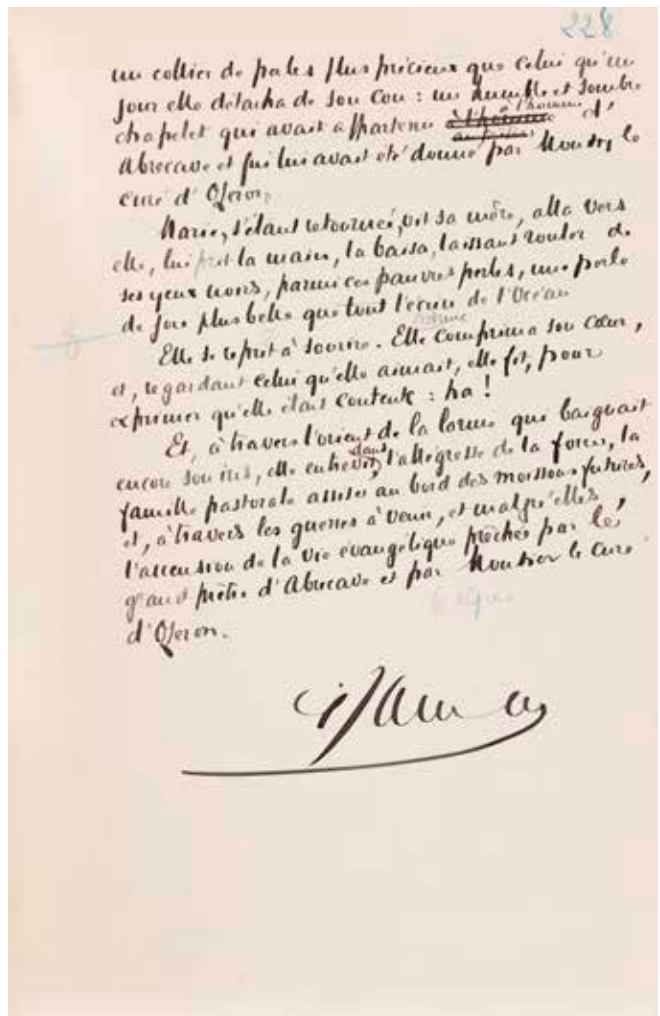 228
un collier de perles plus précieux que celui qu'un
jour elle détacha de son cou : un humble et sombre
chapelet qui avait appartenu à l'homme d'
Abrecave et qui lui avait été donné par Monsieur le
curé d'Oseron.
Marie, s'étant retournée, vit sa mère, alla vers
elle, lui prit la main, la baisa, laissant rouler de
ses yeux noirs, parmi ces pauvres perles, une perle
de joie plus belle que tout l'écrin de l'Océan
Elle se reprit à sourire. Elle comprima son cœur,
et, regardant celui qu'elle aimait, elle fit, pour
exprimer qu'elle était contente : ha !
Et, à travers l'orient de la larme qui baignait
encore son iris, elle entrevit, dans l'allégresse de la force, la
famille pastorale assise au bord des moissons futures,
et, à travers les guerres à venir, et malgré elles,
l'ascension de la vie évangélique prêchée par le
grand prêtre d'Abrecave et par Monsieur le curé
d'Oseron.